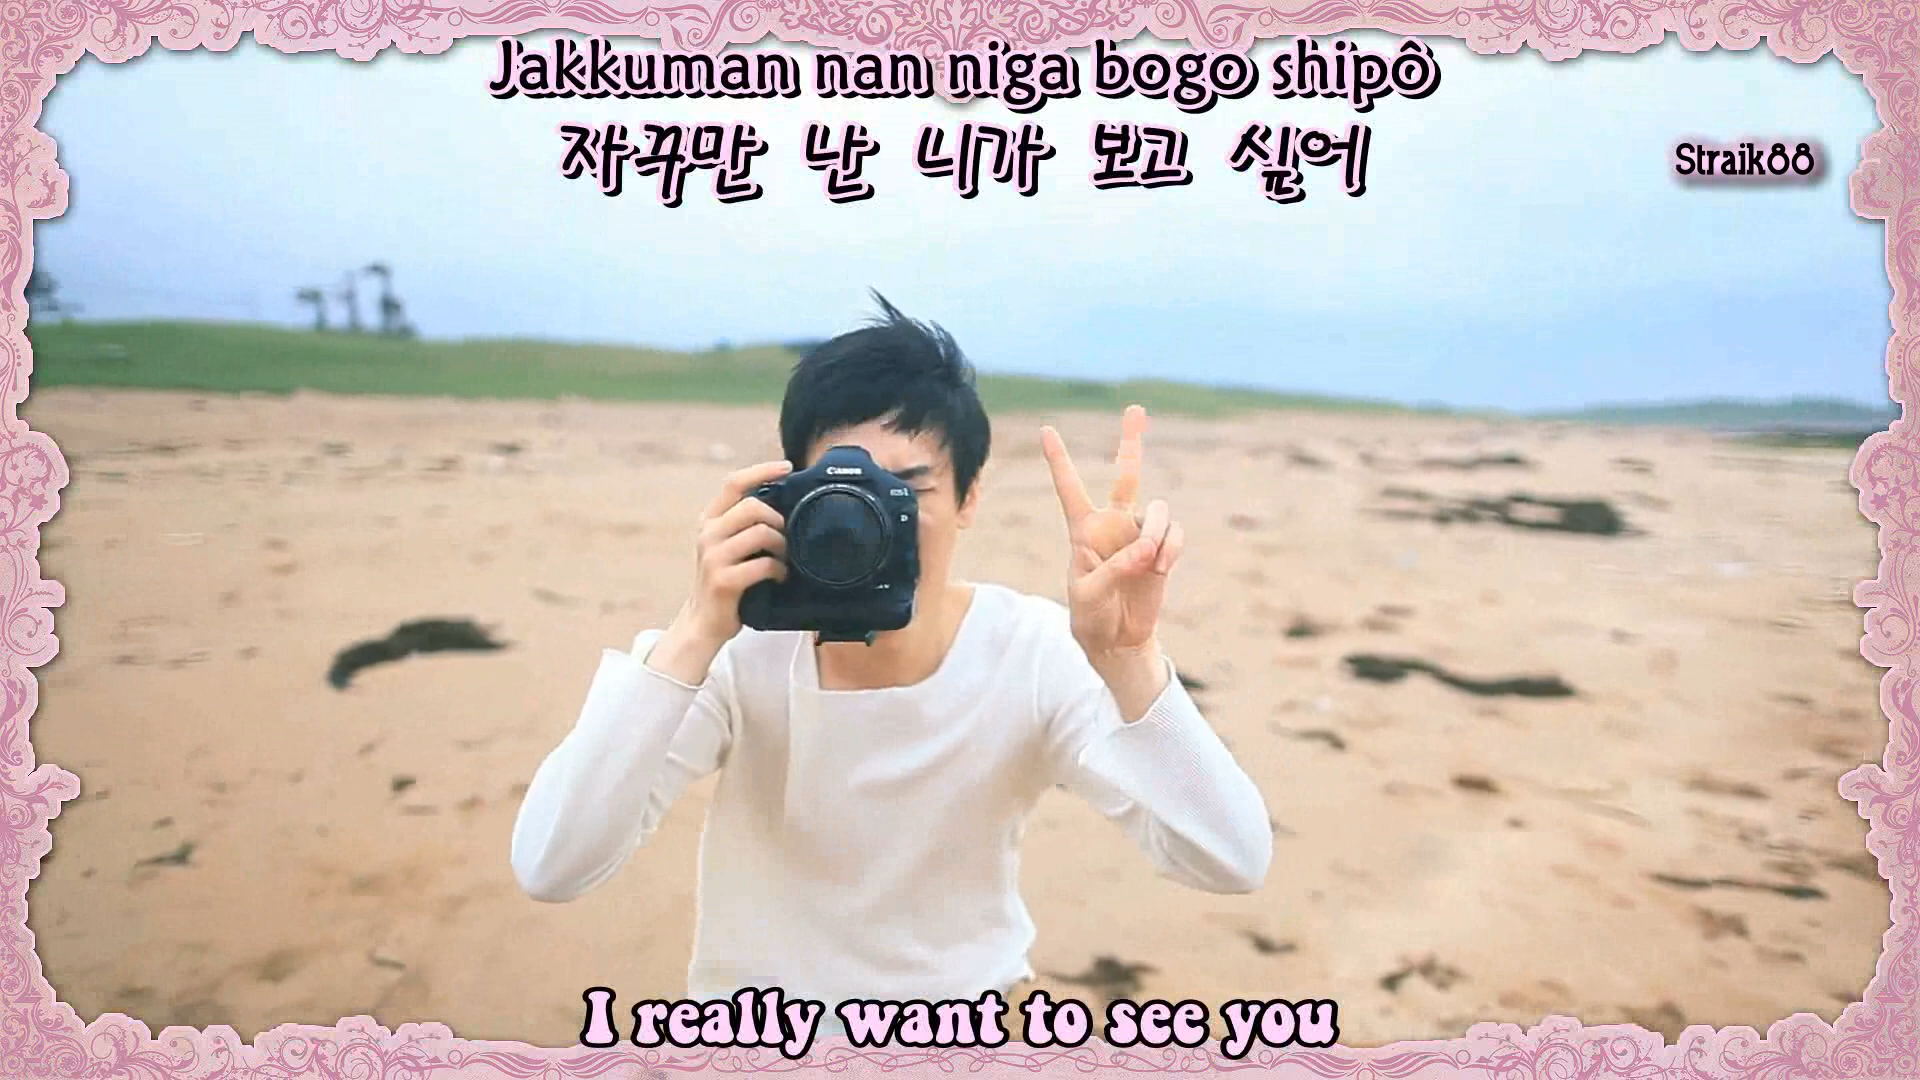 Jakkuman nan niga bogo shipô
자꾸만 난 니가 보고 싶어
Straik88
Canon
I really want to see you